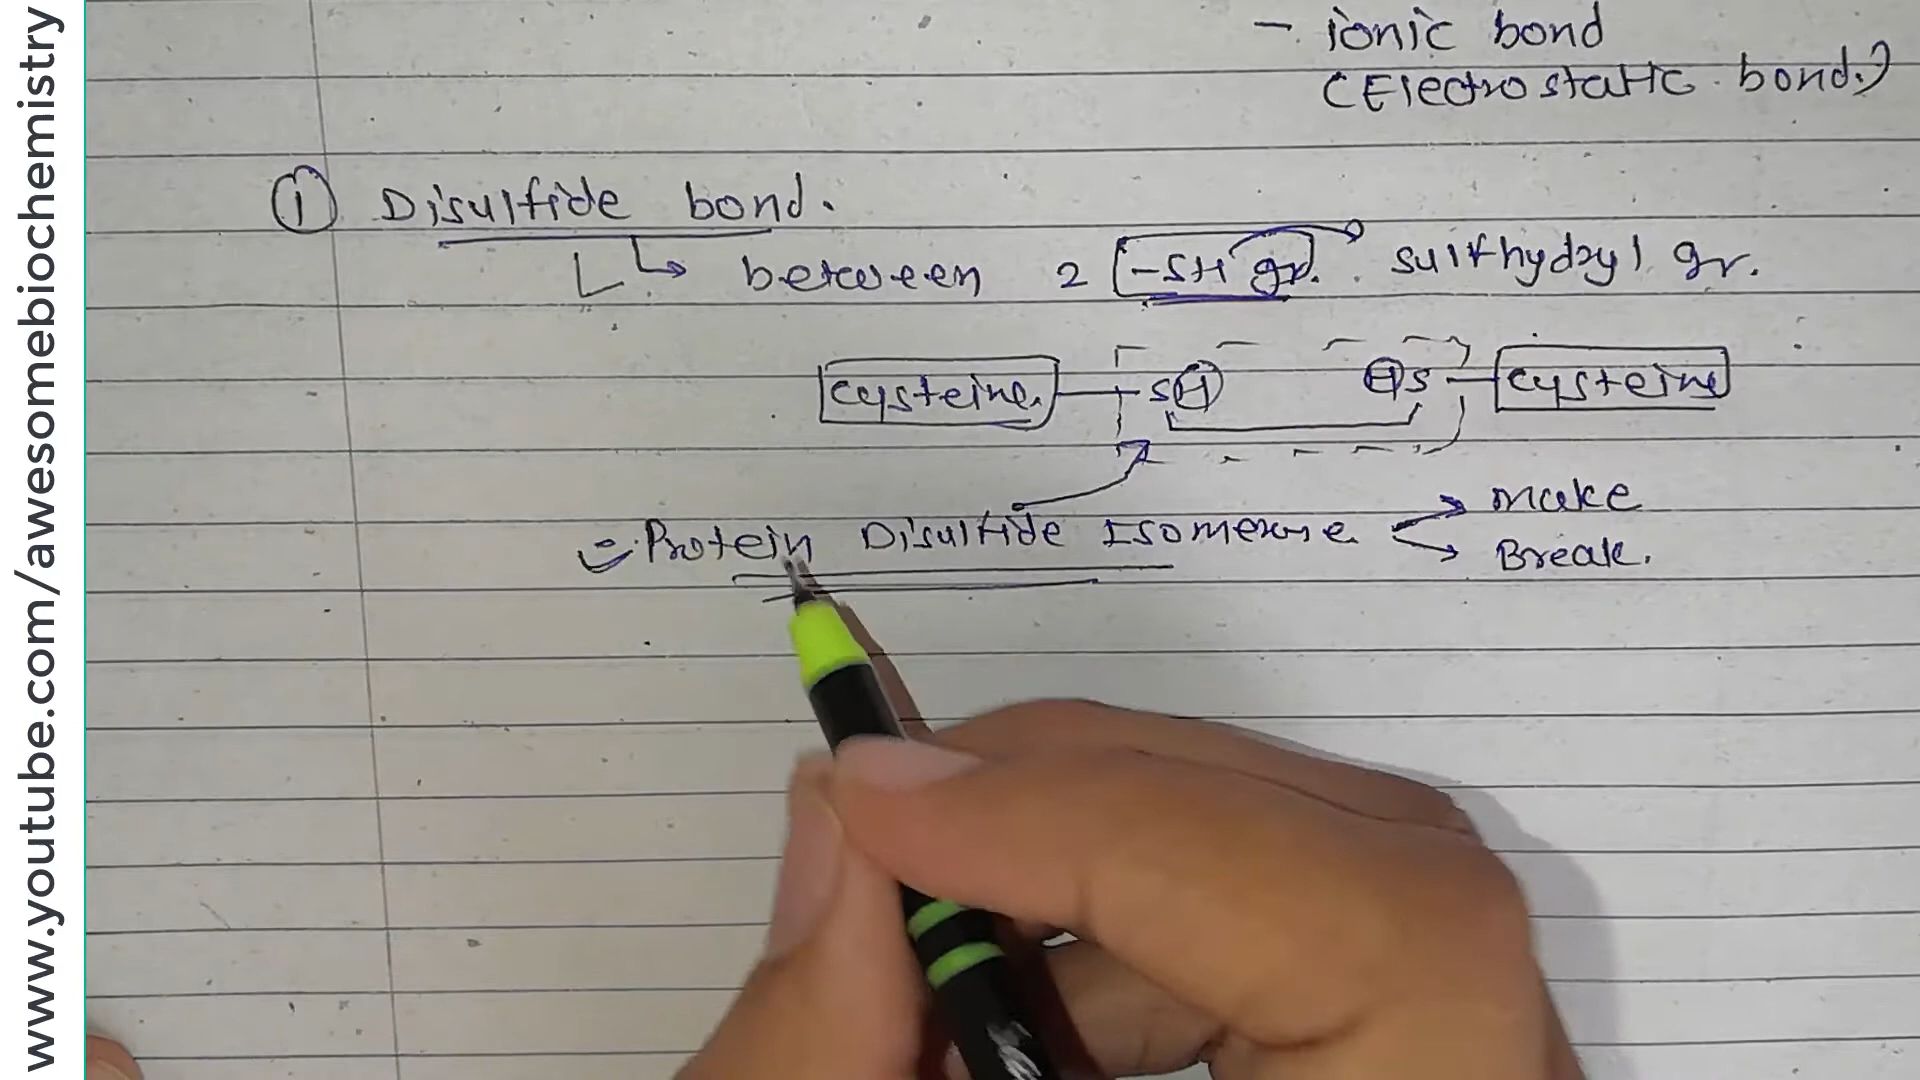 www.youtube.com/awesomebiochemistry
- ionic bond
(Electrostatic bond.)
① Disulfide bond.
between 2 -SH gr. sulfhydryl gr.
cysteine. SH HS cysteine
Protein Disulfide Isomerase
Make
Break.